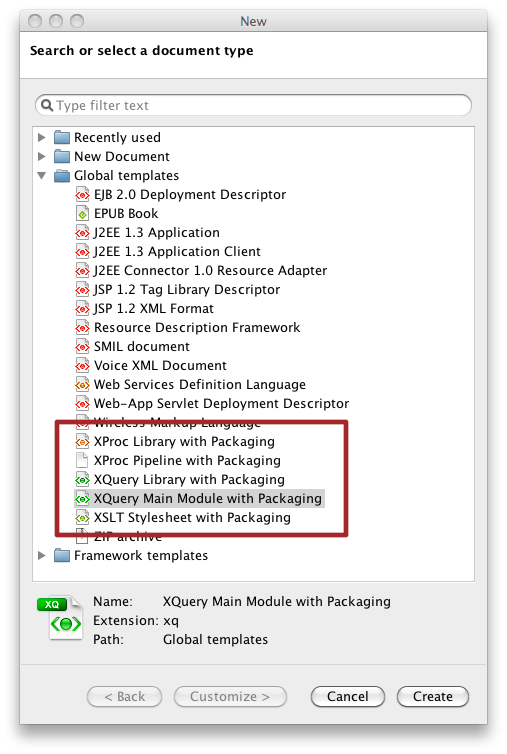 New
Search or select a document type
Type filter text
Recently used
New Document
Global templates
EJB 2.0 Deployment Descriptor
EPUB Book
J2EE 1.3 Application
J2EE 1.3 Application Client
J2EE Connector 1.0 Resource Adapter
JSP 1.2 Tag Library Descriptor
JSP 1.2 XML Format
Resource Description Framework
SMIL document
Voice XML Document
Web Services Definition Language
Web-App Servlet Deployment Descriptor
Wireless Markup Language
XProc Library with Packaging
XProc Pipeline with Packaging
XQuery Library with Packaging
XQuery Main Module with Packaging
XSLT Stylesheet with Packaging
ZIP archive
Framework templates
XQ
Name: XQuery Main Module with Packaging
Extension: xq
Path: Global templates
< Back Customize > Cancel Create